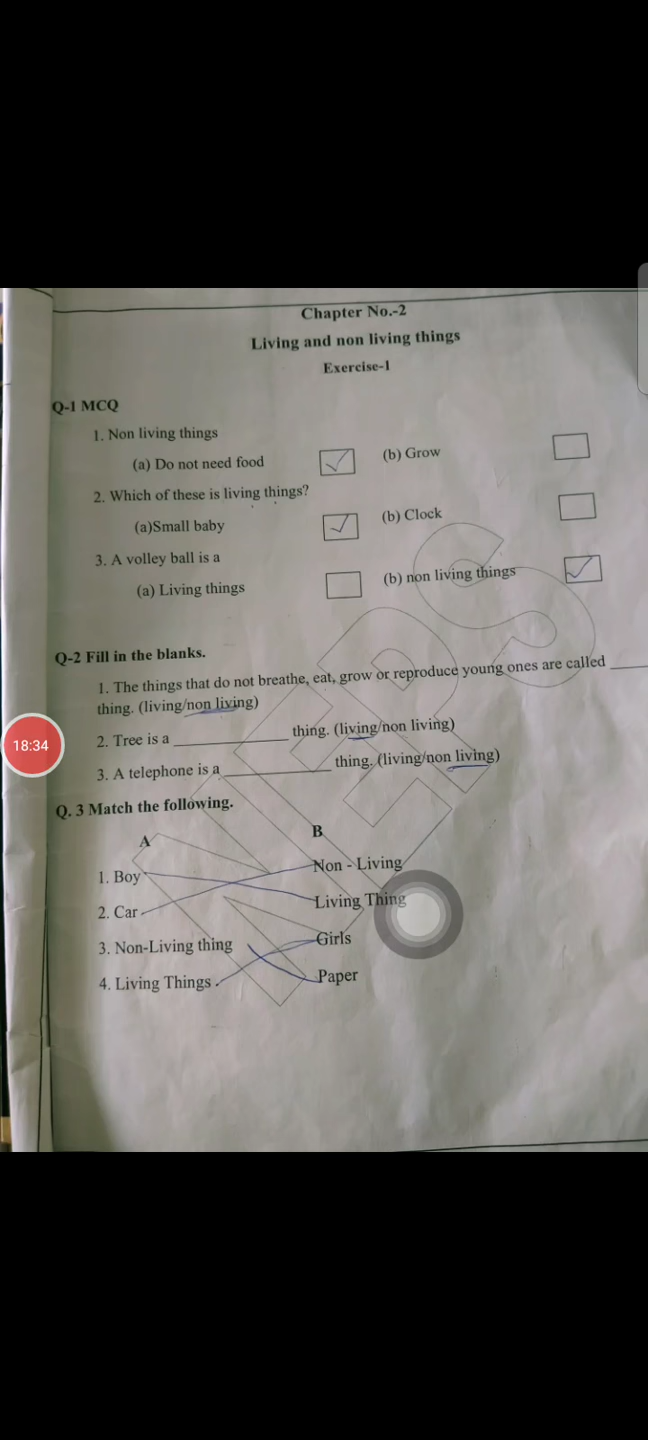 Chapter No.-2
Living and non living things
Exercise-1
Q-1 MCQ
1. Non living things
(a) Do not need food (b) Grow
2. Which of these is living things?
(a)Small baby (b) Clock
3. A volley ball is a
(a) Living things (b) non living things
Q-2 Fill in the blanks.
1. The things that do not breathe, eat, grow or reproduce young ones are called ____
thing. (living/non living)
2. Tree is a ____________ thing. (living/non living)
3. A telephone is a ____________ thing. (living/non living)
Q. 3 Match the following.
A B
1. Boy Non - Living
2. Car Living Thing
3. Non-Living thing Girls
4. Living Things Paper
18:34